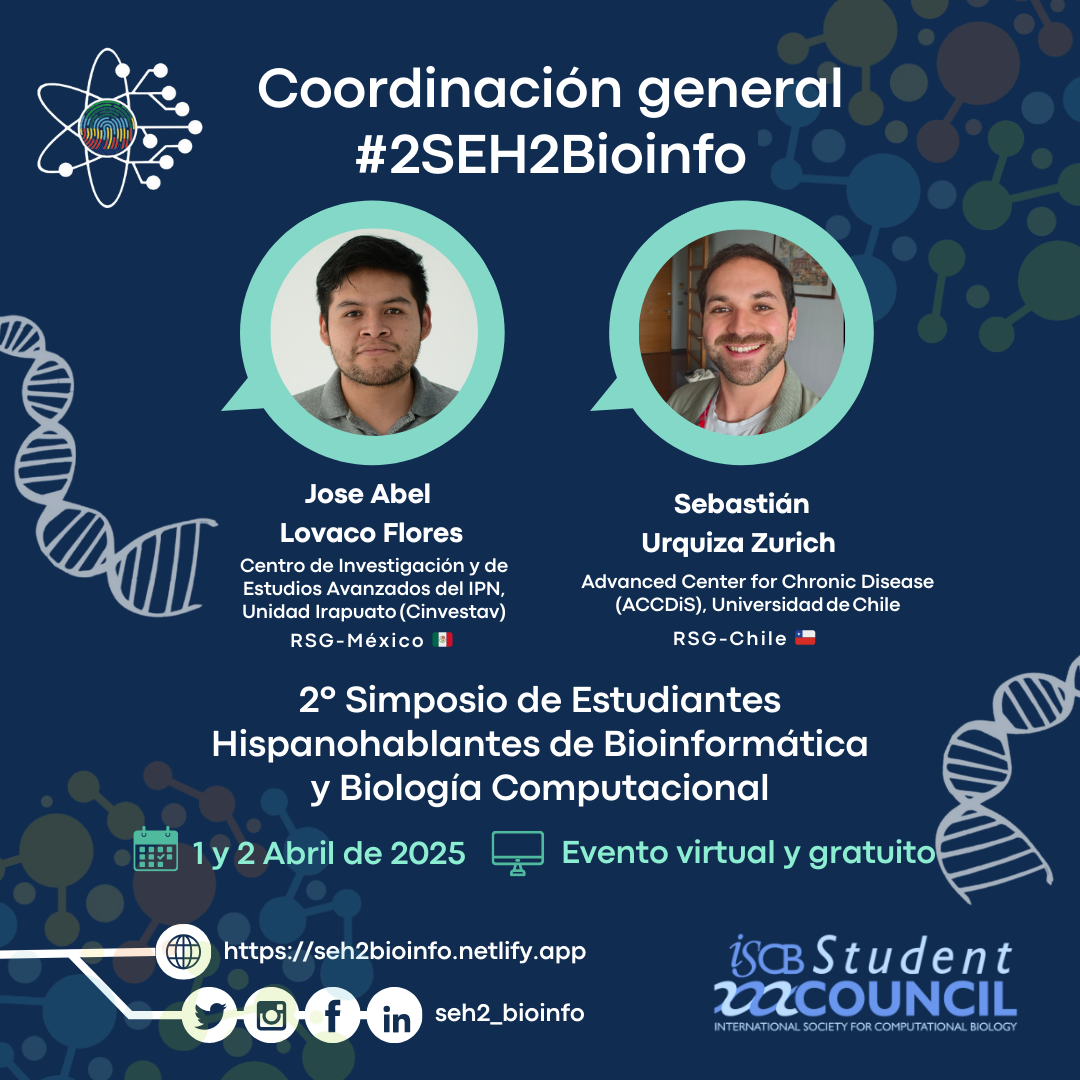 Coordinación general
#2SEH2Bioinfo
Jose Abel
Lovaco Flores
Centro de Investigación y de
Estudios Avanzados del IPN,
Unidad Irapuato (Cinvestav)
RSG-México
Sebastián
Urquiza Zurich
Advanced Center for Chronic Disease
(ACCDiS), Universidad de Chile
RSG-Chile
2º Simposio de Estudiantes
Hispanohablantes de Bioinformática
y Biología Computacional
1 y 2 Abril de 2025
Evento virtual y gratuito
https://seh2bioinfo.netlify.app
seh2_bioinfo
iSCB Student
COUNCIL
INTERNATIONAL SOCIETY FOR COMPUTATIONAL BIOLOGY